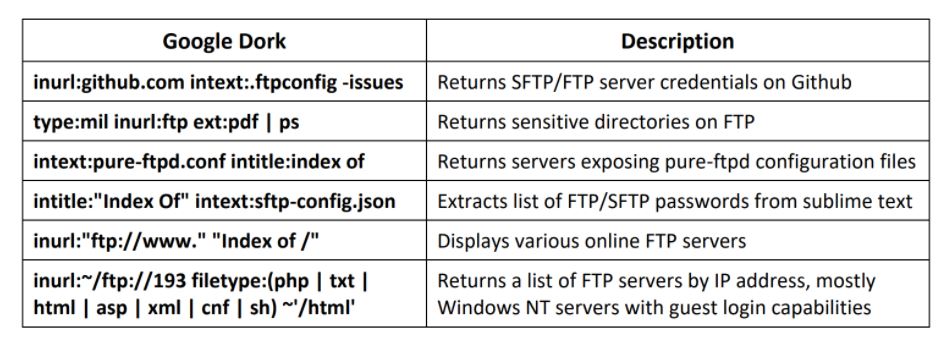 Google Dork
Description
inurl:github.com intext:.ftpconfig -issues
Returns SFTP/FTP server credentials on Github
type:mil inurl:ftp ext:pdf | ps
Returns sensitive directories on FTP
intext:pure-ftpd.conf intitle:index of
Returns servers exposing pure-ftpd configuration files
intitle:"Index Of" intext:sftp-config.json
Extracts list of FTP/SFTP passwords from sublime text
inurl:"ftp://www." "Index of /"
Displays various online FTP servers
inurl:~/ftp://193 filetype:(php | txt |
html | asp | xml | cnf | sh) ~'/html'
Returns a list of FTP servers by IP address, mostly
Windows NT servers with guest login capabilities